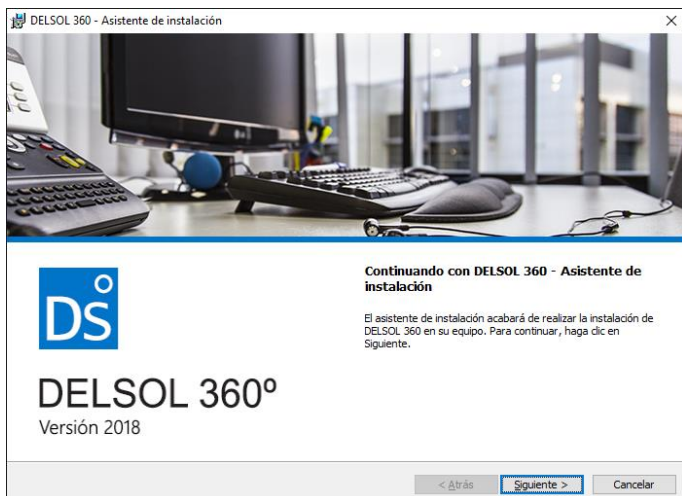 DELSOL 360 - Asistente de instalación
DS
DELSOL 360º
Versión 2018
Continuando con DELSOL 360 - Asistente de
instalación
El asistente de instalación acabará de realizar la instalación de
DELSOL 360 en su equipo. Para continuar, haga clic en
Siguiente.
< Atrás
Siguiente >
Cancelar